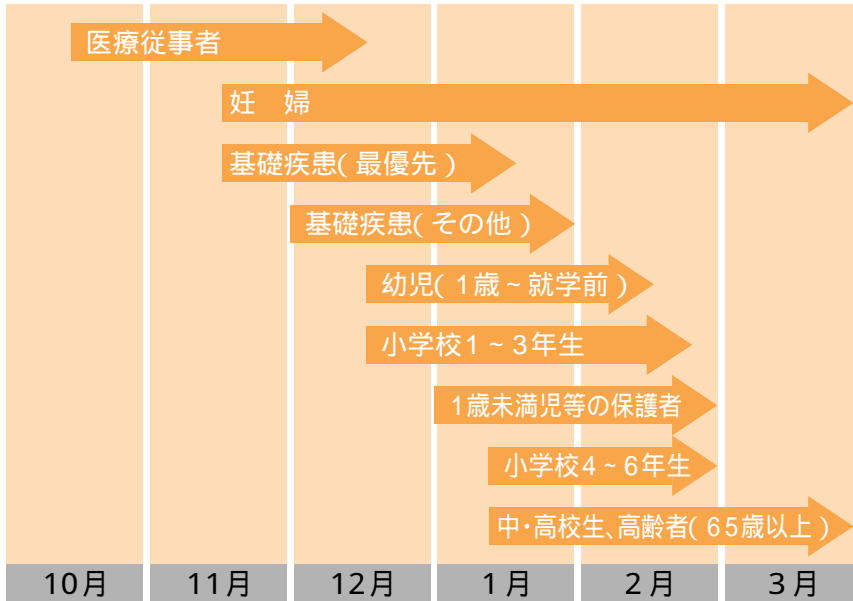 医療従事者
妊　婦
基礎疾患(最優先)
基礎疾患(その他)
幼児(1歳~就学前)
小学校1~3年生
1歳未満児等の保護者
小学校4~6年生
中・高校生、高齢者(65歳以上)
10月 11月 12月 1月 2月 3月